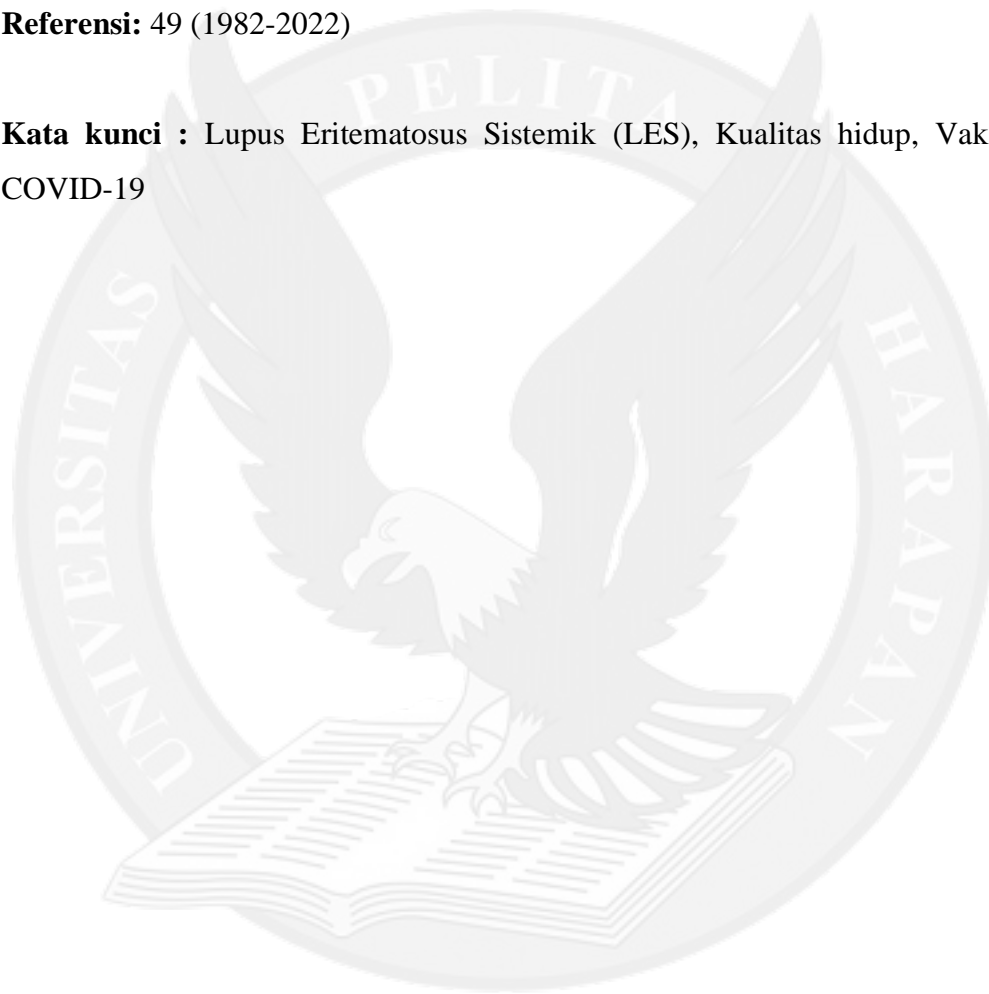 Referensi: 49 (1982-2022)
PELITA
Kata kunci : Lupus Eritematosus Sistemik (LES), Kualitas hidup, Vak
COVID-19
UNIVERSITAS
HARAPAN